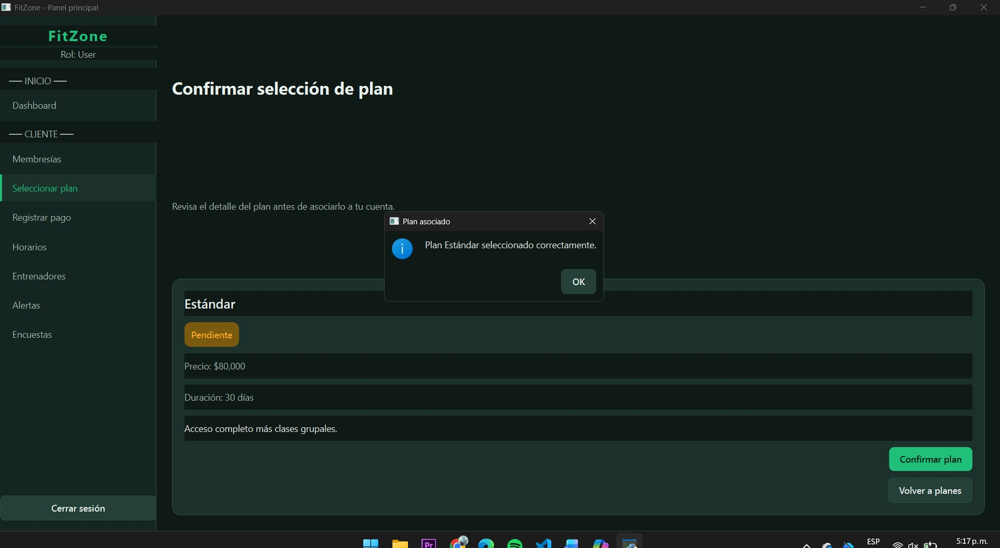 FitZone - Panel principal
FitZone
Rol: User
— INICIO —
Dashboard
— CLIENTE —
Membresías
Seleccionar plan
Registrar pago
Horarios
Entrenadores
Alertas
Encuestas
Cerrar sesión
Confirmar selección de plan
Revisa el detalle del plan antes de asociarlo a tu cuenta.
Plan asociado
i
Plan Estándar seleccionado correctamente.
OK
Estándar
Pendiente
Precio: $80,000
Duración: 30 días
Acceso completo más clases grupales.
Confirmar plan
Volver a planes
Pr
ESP
5:17 p. m.